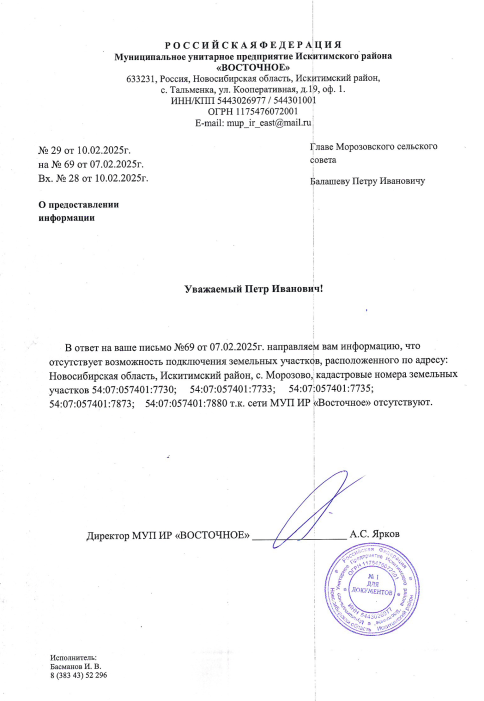 Р О С С И Й С К А Я Ф Е Д Е Р А Ц И Я
Муниципальное унитарное предприятие Искитимского района
«ВОСТОЧНОЕ»
633231, Россия, Новосибирская область, Искитимский район,
с. Тальменка, ул. Кооперативная, д.19, оф. 1.
ИНН/КПП 5443026977 / 544301001
ОГРН 1175476072001
E-mail: mup_ir_east@mail.ru
№ 29 от 10.02.2025г.
на № 69 от 07.02.2025г.
Вх. № 28 от 10.02.2025г.
Главе Морозовского сельского
совета
Балашеву Петру Ивановичу
О предоставлении
информации
Уважаемый Петр Иванович!
В ответ на ваше письмо №69 от 07.02.2025г. направляем вам информацию, что
отсутствует возможность подключения земельных участков, расположенного по адресу:
Новосибирская область, Искитимский район, с. Морозово, кадастровые номера земельных
участков 54:07:057401:7730; 54:07:057401:7733; 54:07:057401:7735;
54:07:057401:7873; 54:07:057401:7880 т.к. сети МУП ИР «Восточное» отсутствуют.
Директор МУП ИР «ВОСТОЧНОЕ» А.С. Ярков
Российская Федерация
ИНН 5443026977
№ 1
ДЛЯ
ДОКУМЕНТОВ
Исполнитель:
Басманов И. В.
8 (383 43) 52 296